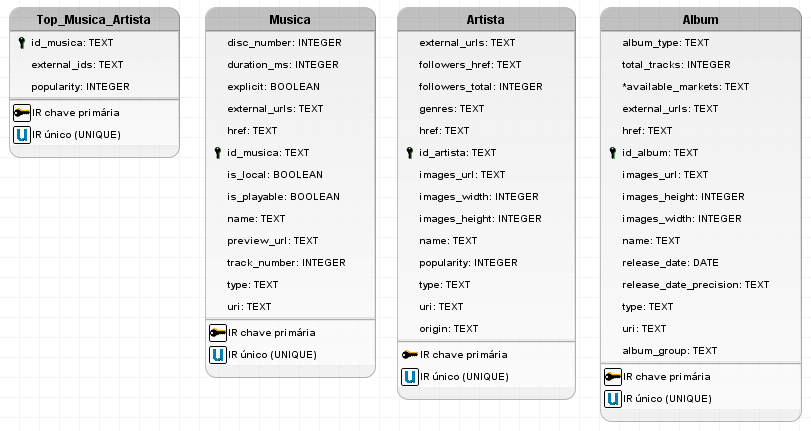 Top_Musica_Artista
id_musica: TEXT
external_ids: TEXT
popularity: INTEGER
IR chave primária
IR único (UNIQUE)
Musica
disc_number: INTEGER
duration_ms: INTEGER
explicit: BOOLEAN
external_urls: TEXT
href: TEXT
id_musica: TEXT
is_local: BOOLEAN
is_playable: BOOLEAN
name: TEXT
preview_url: TEXT
track_number: INTEGER
type: TEXT
uri: TEXT
IR chave primária
IR único (UNIQUE)
Artista
external_urls: TEXT
followers_href: TEXT
followers_total: INTEGER
genres: TEXT
href: TEXT
id_artista: TEXT
images_url: TEXT
images_width: INTEGER
images_height: INTEGER
name: TEXT
popularity: INTEGER
type: TEXT
uri: TEXT
origin: TEXT
IR chave primária
IR único (UNIQUE)
Album
album_type: TEXT
total_tracks: INTEGER
*available_markets: TEXT
external_urls: TEXT
href: TEXT
id_album: TEXT
images_url: TEXT
images_height: INTEGER
images_width: INTEGER
name: TEXT
release_date: DATE
release_date_precision: TEXT
type: TEXT
uri: TEXT
album_group: TEXT
IR chave primária
IR único (UNIQUE)